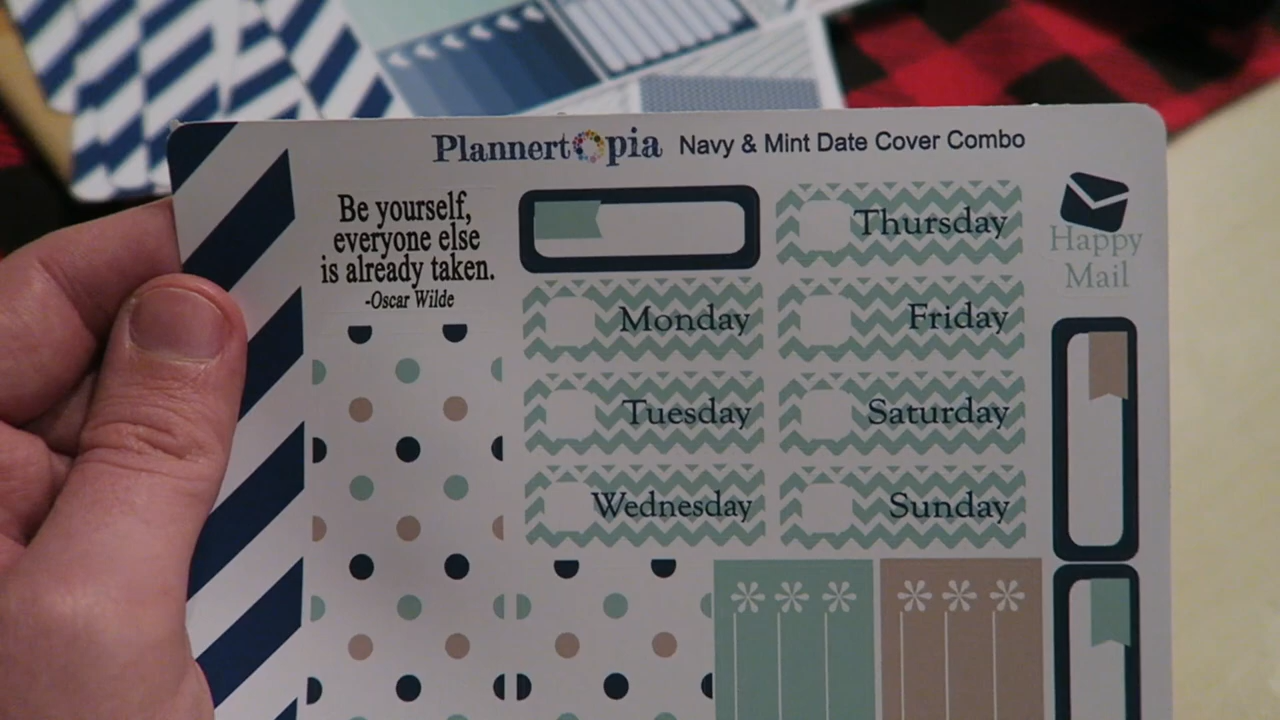 Plannertopia Navy & Mint Date Cover Combo
Be yourself,
everyone else
is already taken.
-Oscar Wilde
Monday
Tuesday
Wednesday
Thursday
Friday
Saturday
Sunday
Happy
Mail